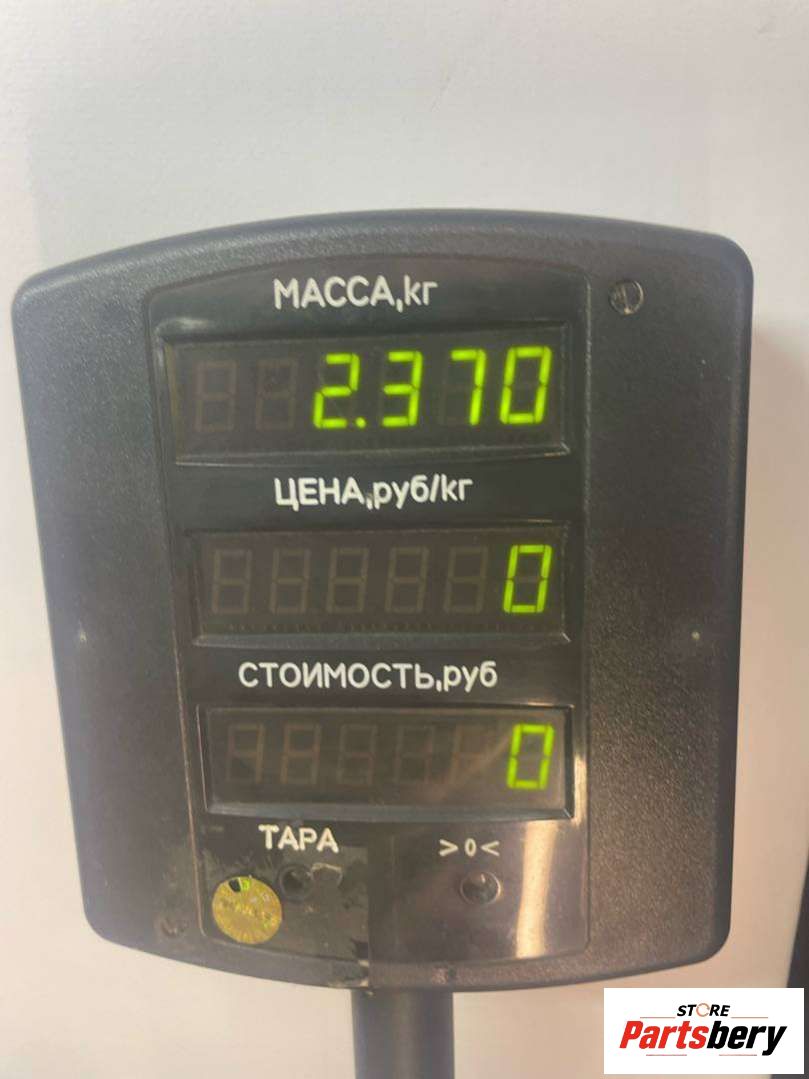 МАССА,кг
2.370
ЦЕНА,руб/кг
0
СТОИМОСТЬ,руб
0
ТАРА
>0<
STORE
Partsbery